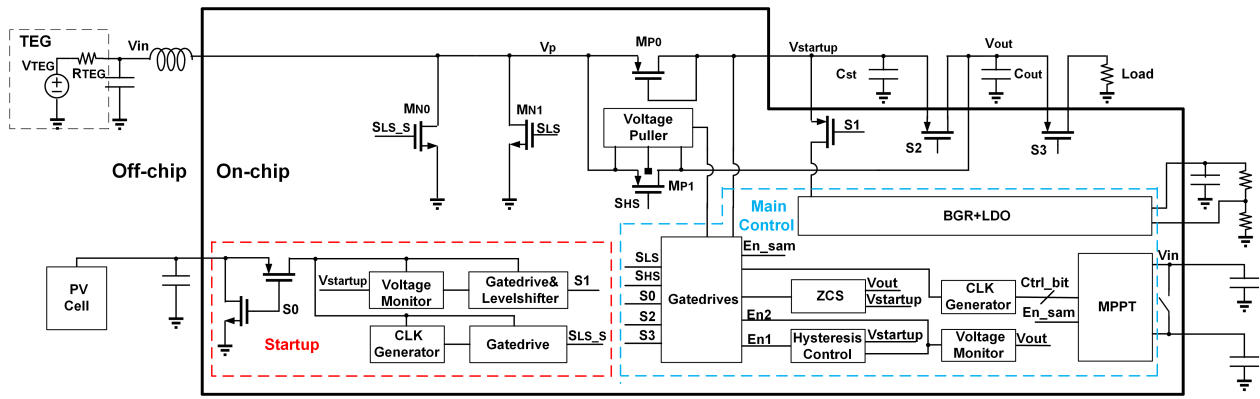 TEG
VTEG
RTEG
Vin
Vp
MP0
Vstartup
Vout
Cst
Cout
Load
MN0
SLS_S
MN1
SLS
Voltage
Puller
S1
S2
S3
Off-chip
On-chip
MP1
SHS
Main
Control
BGR+LDO
PV
Cell
S0
Vstartup
Voltage
Monitor
Gatedrive&
Levelshifter
S1
CLK
Generator
Gatedrive
SLS_S
Startup
SLS
SHS
S0
S2
S3
Gatedrives
En_sam
En2
En1
ZCS
Vout
Vstartup
Hysteresis
Control
Vstartup
CLK
Generator
Voltage
Monitor
Vout
Ctrl_bit
En_sam
MPPT
Vin